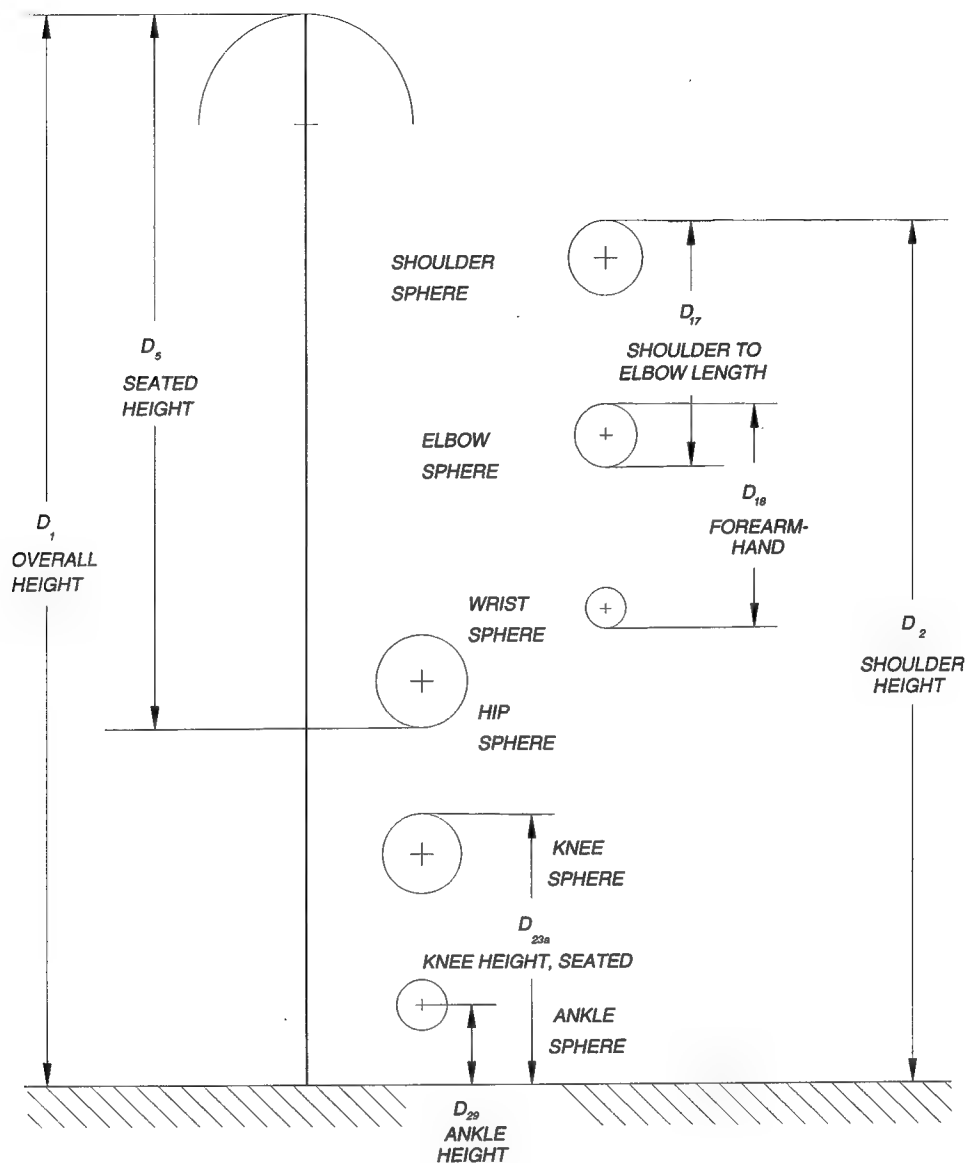 SHOULDER
SPHERE
D17
SHOULDER TO
ELBOW LENGTH
D5
SEATED
HEIGHT
ELBOW
SPHERE
D18
FOREARM-
HAND
D1
OVERALL
HEIGHT
WRIST
SPHERE
D2
SHOULDER
HEIGHT
HIP
SPHERE
KNEE
SPHERE
D23a
KNEE HEIGHT, SEATED
ANKLE
SPHERE
D29
ANKLE
HEIGHT